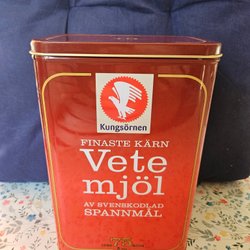 Kungsörnen
FINASTE KÄRN
Vete
mjöl
AV SVENSKODLAD
SPANNMÅL